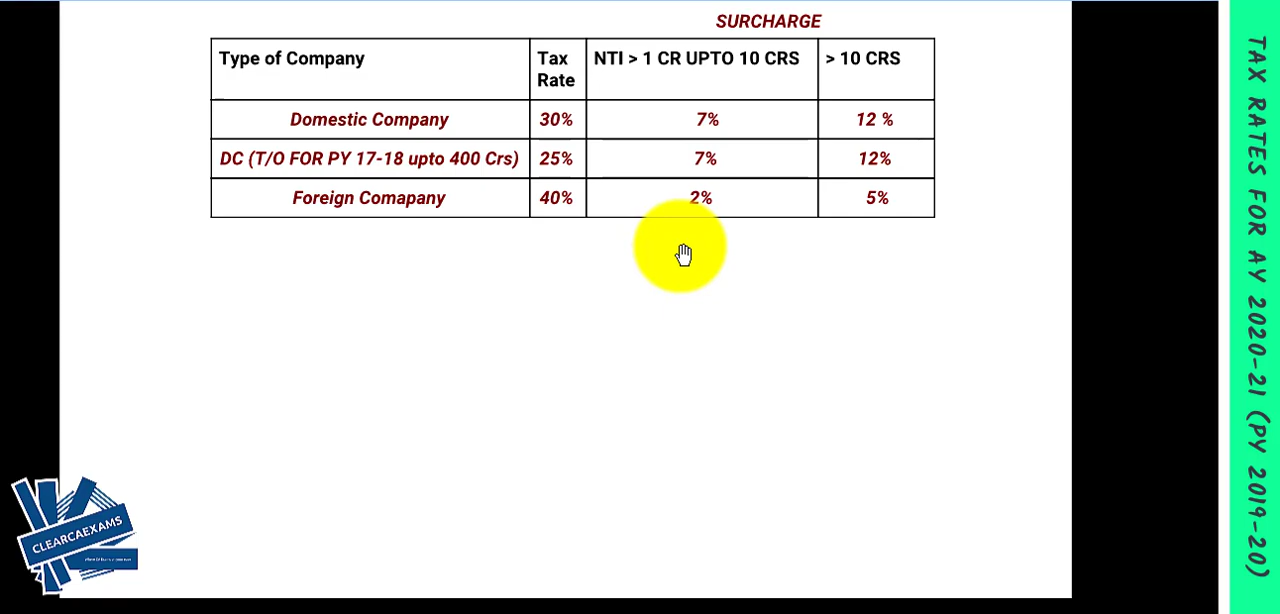 SURCHARGE
Type of Company Tax Rate NTI > 1 CR UPTO 10 CRS > 10 CRS
Domestic Company 30% 7% 12 %
DC (T/O FOR PY 17-18 upto 400 Crs) 25% 7% 12%
Foreign Comapany 40% 2% 5%
TAX RATES FOR AY 2020-21 (PY 2019-20)
CLEARCAEXAMS